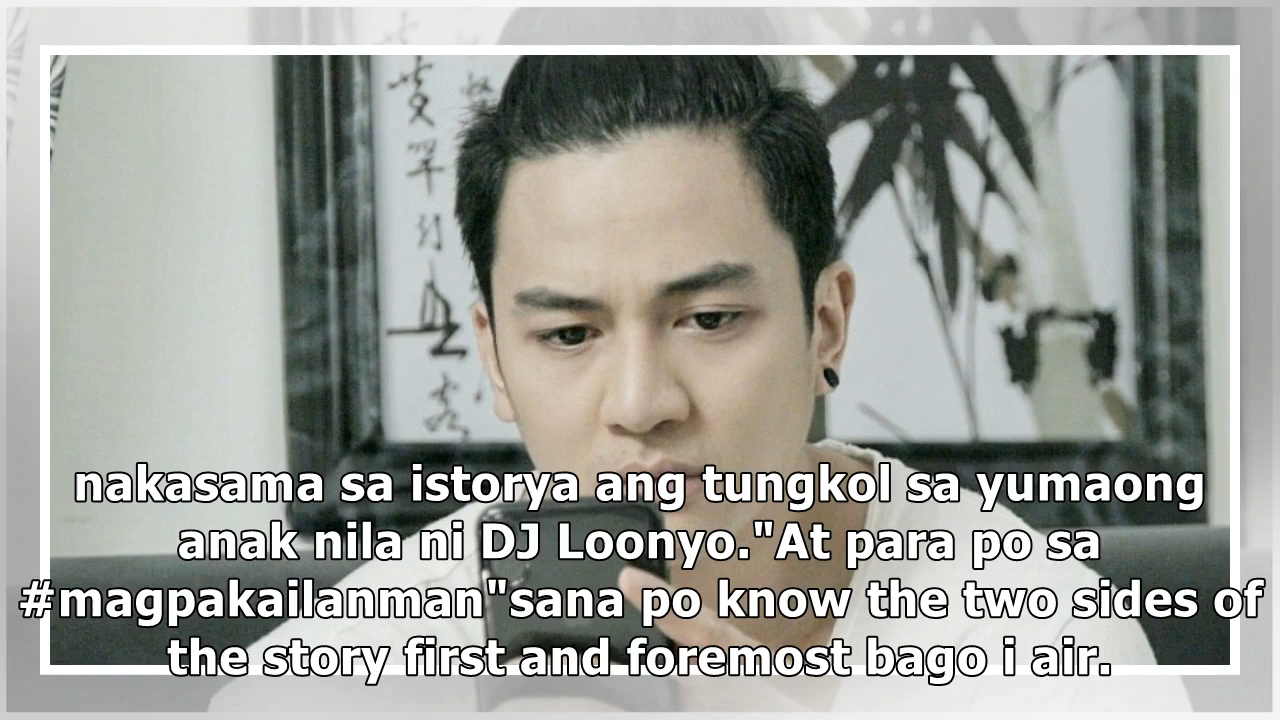 nakasama sa istorya ang tungkol sa yumaong
anak nila ni DJ Loonyo."At para po sa
#magpakailanman"sana po know the two sides of
the story first and foremost bago i air.